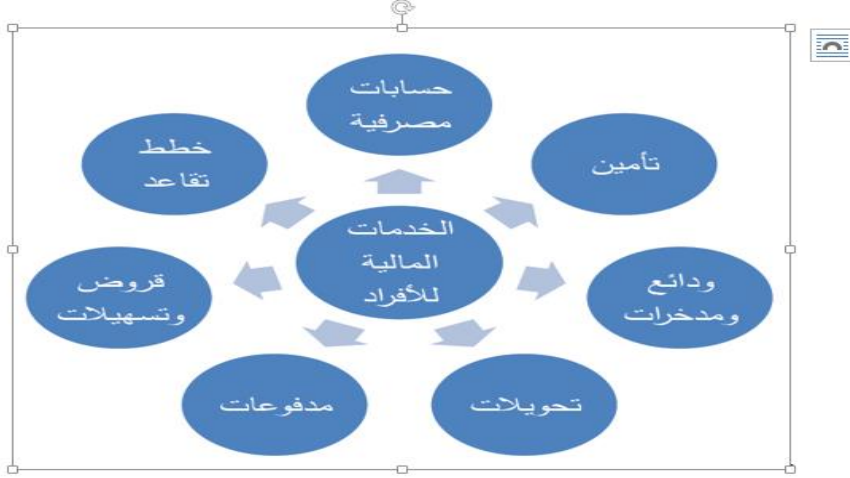 حسابات
مصرفية
تأمين
ودائع
ومدخرات
تحويلات
مدفوعات
قروض
وتسهيلات
خطط
تقاعد
الخدمات
المالية
للأفراد